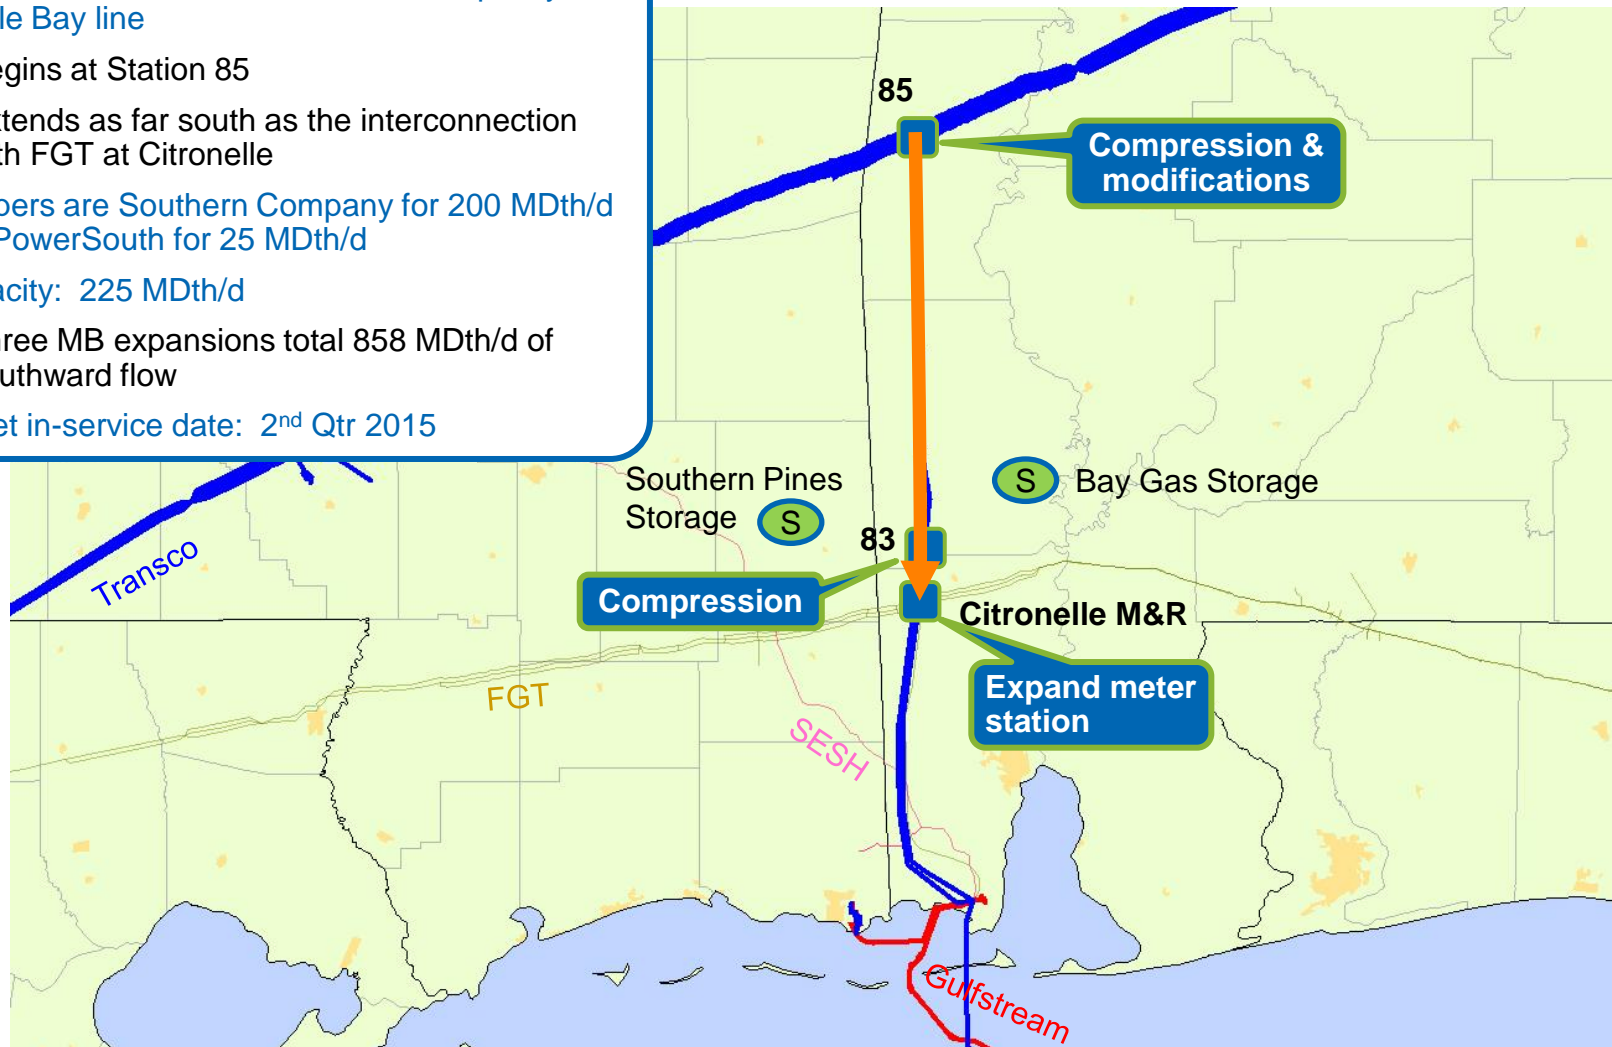 le Bay line
egins at Station 85
xtends as far south as the interconnection
th FGT at Citronelle
pers are Southern Company for 200 MDth/d
PowerSouth for 25 MDth/d
acity: 225 MDth/d
hree MB expansions total 858 MDth/d of
outhward flow
et in-service date: 2nd Qtr 2015
85
Compression &
modifications
Southern Pines
Storage
S
S
Bay Gas Storage
83
Transco
Compression
Citronelle M&R
Expand meter
station
FGT
SESH
Gulfstream